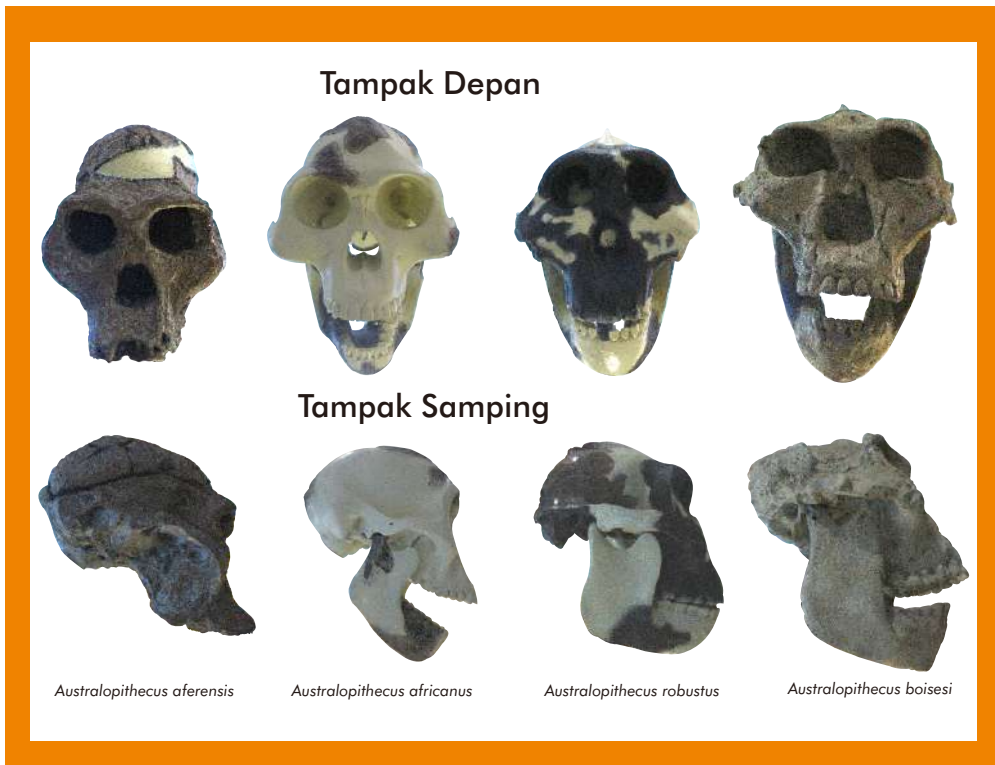 Tampak Depan
Tampak Samping
Australopithecus aferensis
Australopithecus africanus
Australopithecus robustus
Australopithecus boisesi